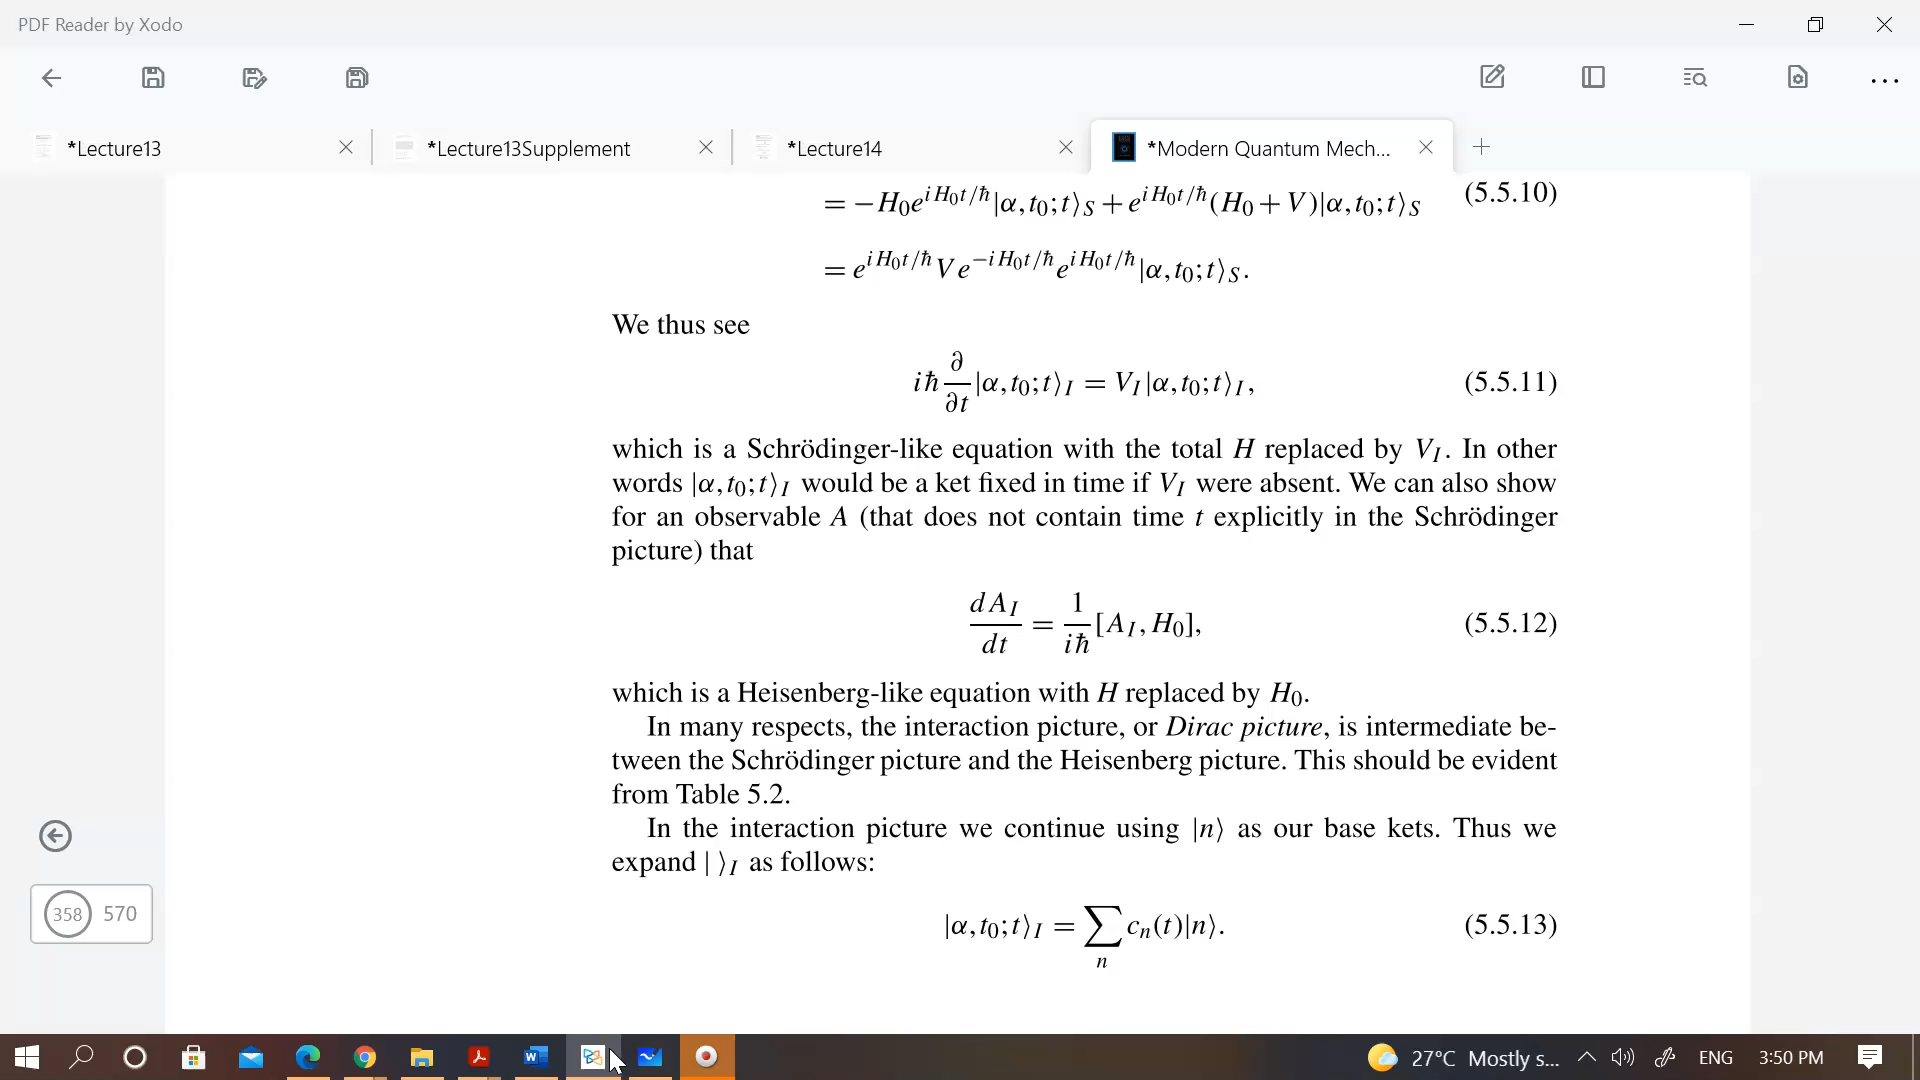 PDF Reader by Xodo
*Lecture13
*Lecture13Supplement
*Lecture14
*Modern Quantum Mech...
= −H₀e^{iH₀t/ħ}|α,t₀;t⟩_S + e^{iH₀t/ħ}(H₀+V)|α,t₀;t⟩_S (5.5.10)
= e^{iH₀t/ħ}Ve^{−iH₀t/ħ}e^{iH₀t/ħ}|α,t₀;t⟩_S.
We thus see
iħ ∂/∂t |α,t₀;t⟩_I = V_I|α,t₀;t⟩_I, (5.5.11)
which is a Schrödinger-like equation with the total H replaced by V_I. In other
words |α,t₀;t⟩_I would be a ket fixed in time if V_I were absent. We can also show
for an observable A (that does not contain time t explicitly in the Schrödinger
picture) that
dA_I/dt = 1/iħ [A_I, H₀], (5.5.12)
which is a Heisenberg-like equation with H replaced by H₀.
In many respects, the interaction picture, or Dirac picture, is intermediate be-
tween the Schrödinger picture and the Heisenberg picture. This should be evident
from Table 5.2.
In the interaction picture we continue using |n⟩ as our base kets. Thus we
expand | ⟩_I as follows:
|α,t₀;t⟩_I = ∑_n c_n(t)|n⟩. (5.5.13)
358 570
27°C Mostly s... ENG 3:50 PM